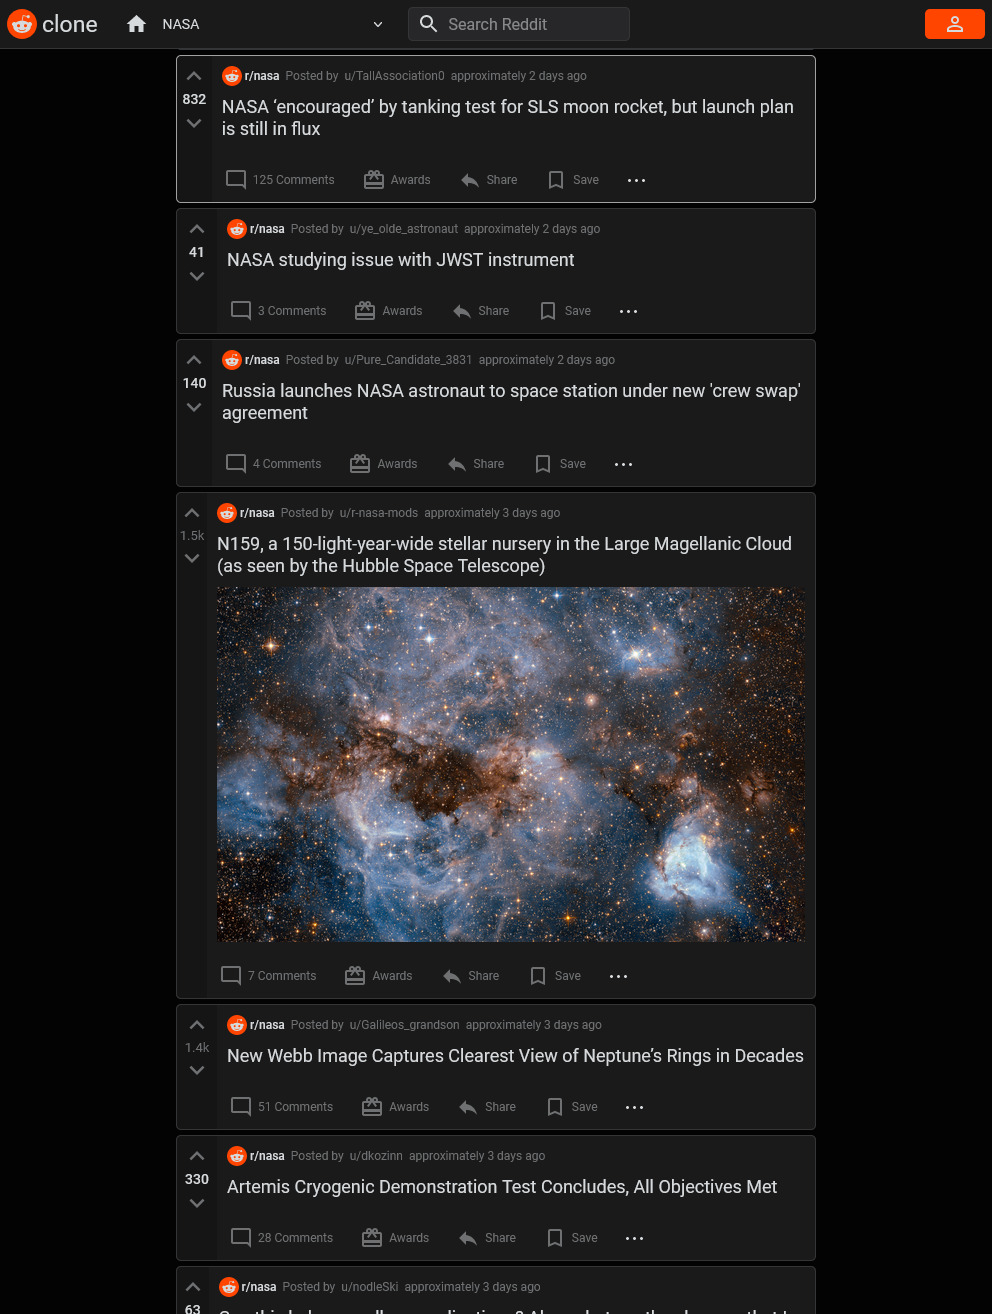 clone
NASA
Search Reddit
r/nasa Posted by u/TallAssociation0 approximately 2 days ago
832
NASA ‘encouraged’ by tanking test for SLS moon rocket, but launch plan
is still in flux
125 Comments Awards Share Save
r/nasa Posted by u/ye_olde_astronaut approximately 2 days ago
41
NASA studying issue with JWST instrument
3 Comments Awards Share Save
r/nasa Posted by u/Pure_Candidate_3831 approximately 2 days ago
140
Russia launches NASA astronaut to space station under new 'crew swap'
agreement
4 Comments Awards Share Save
r/nasa Posted by u/r-nasa-mods approximately 3 days ago
1.5k
N159, a 150-light-year-wide stellar nursery in the Large Magellanic Cloud
(as seen by the Hubble Space Telescope)
7 Comments Awards Share Save
r/nasa Posted by u/Galileos_grandson approximately 3 days ago
1.4k
New Webb Image Captures Clearest View of Neptune’s Rings in Decades
51 Comments Awards Share Save
r/nasa Posted by u/dkozinn approximately 3 days ago
330
Artemis Cryogenic Demonstration Test Concludes, All Objectives Met
28 Comments Awards Share Save
r/nasa Posted by u/nodleSki approximately 3 days ago
63